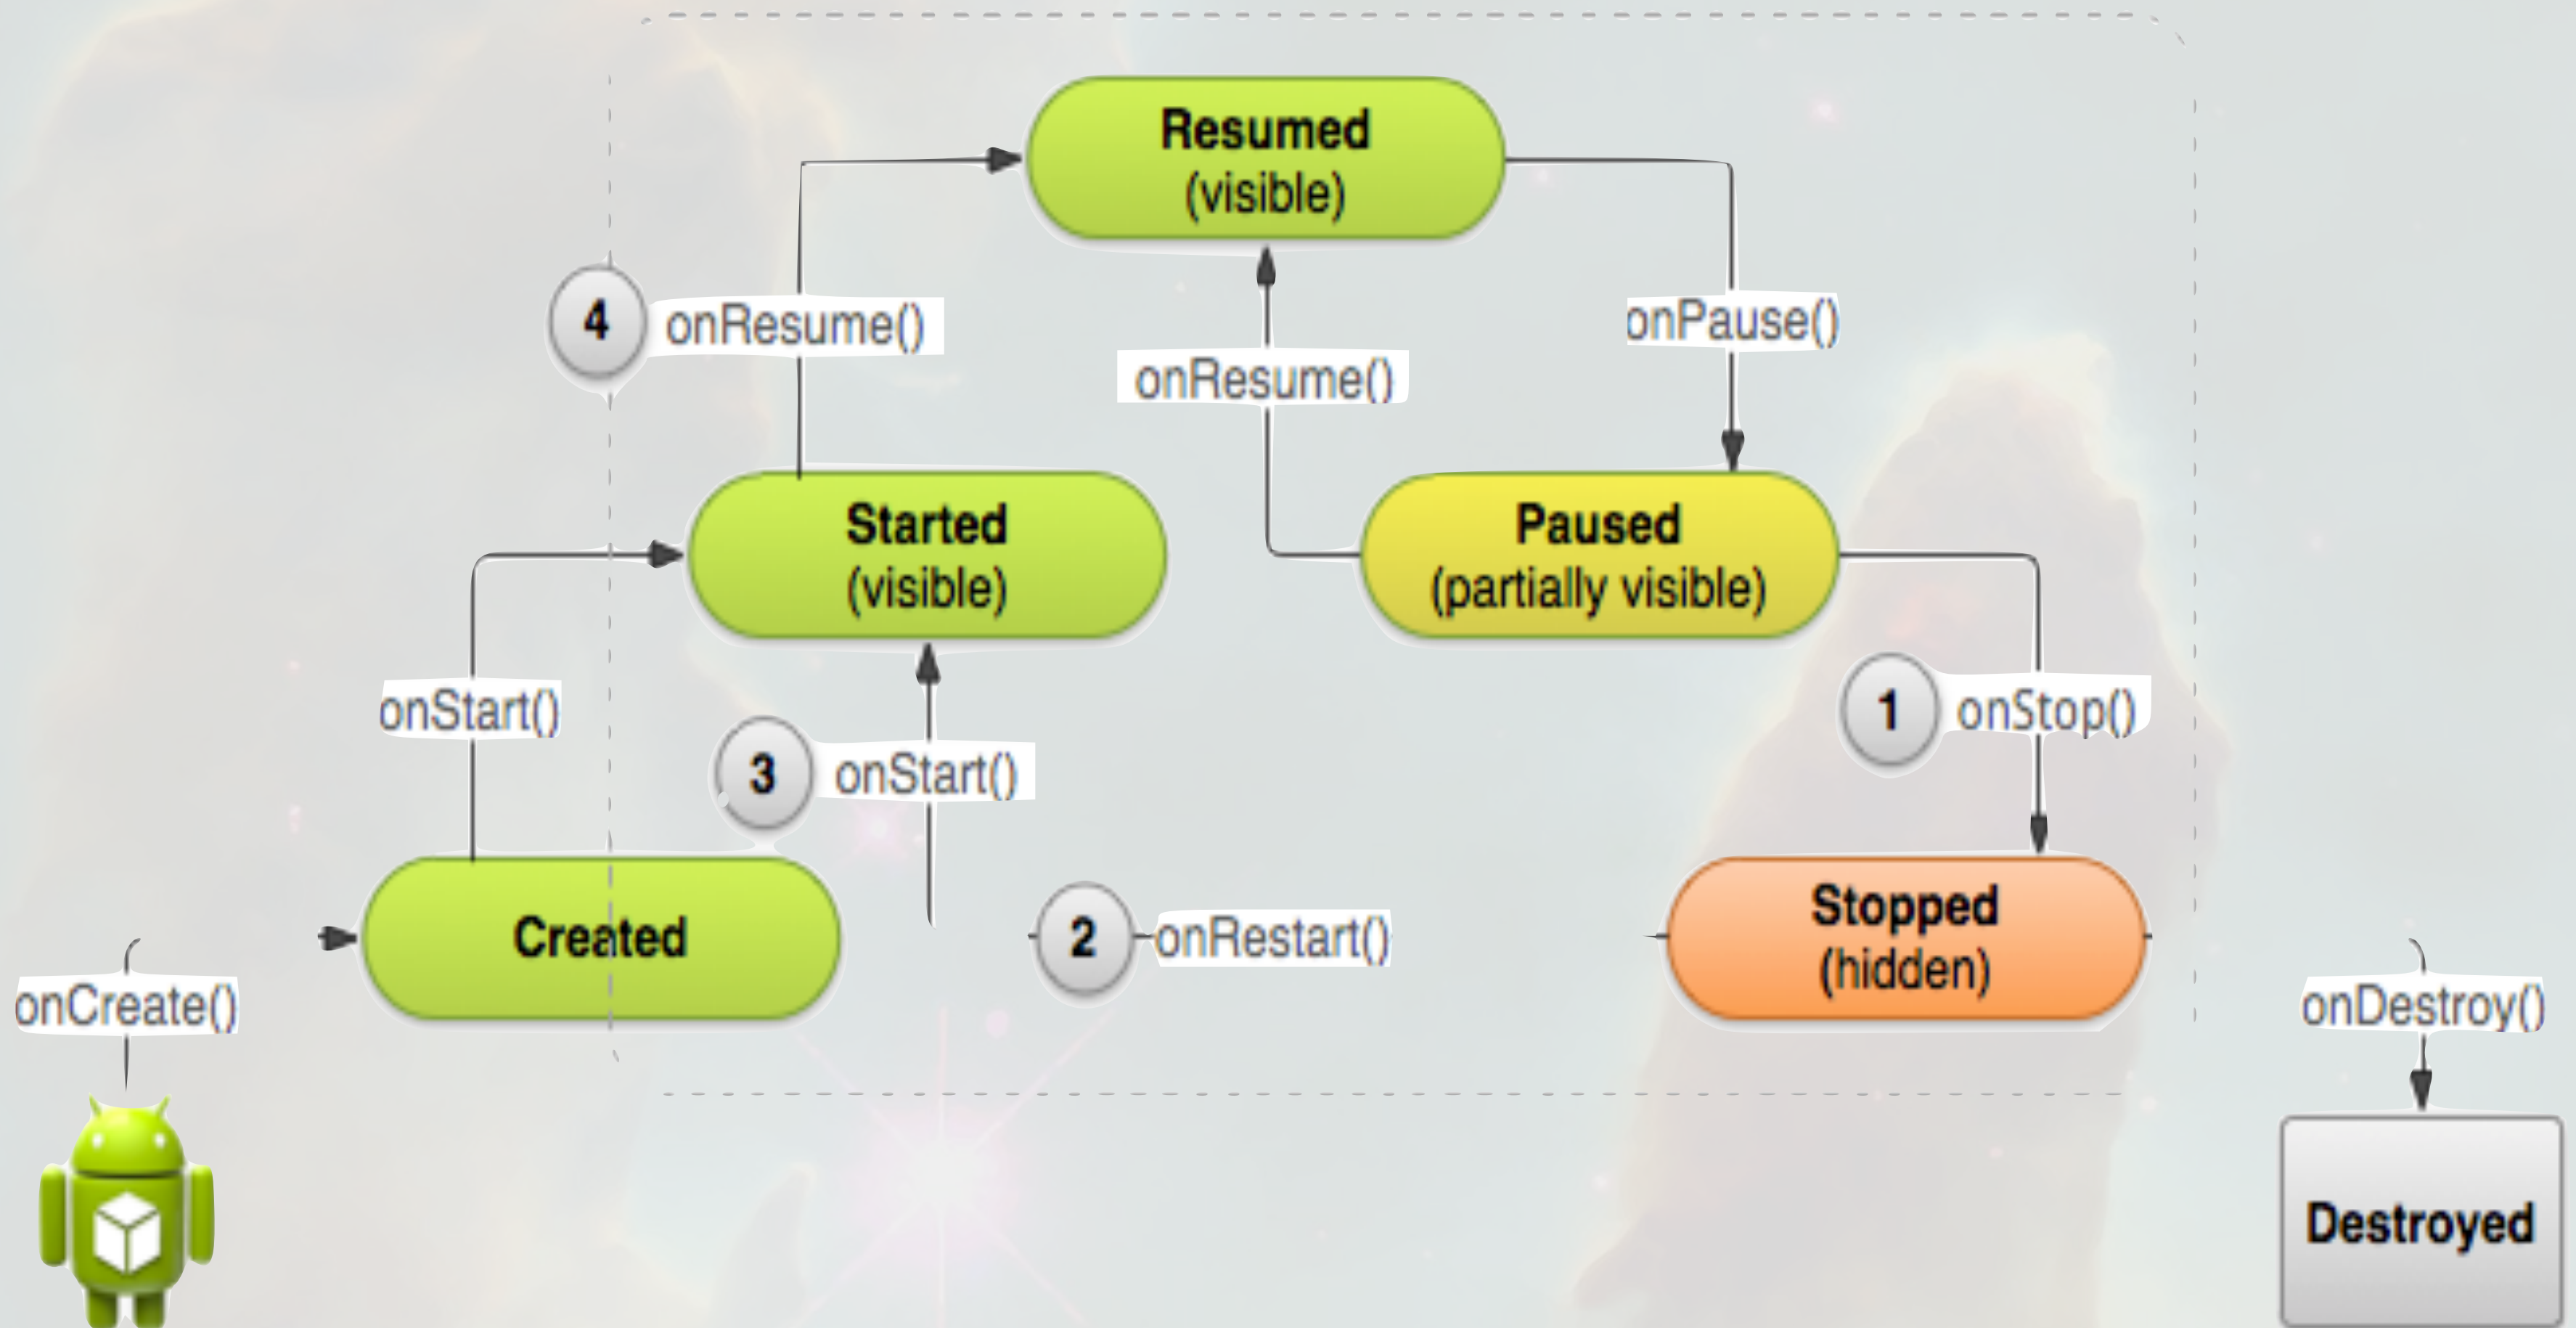 Resumed
(visible)
4
onResume()
onPause()
onResume()
Started
(visible)
Paused
(partially visible)
onStart()
1
onStop()
3
onStart()
Created
2
onRestart()
Stopped
(hidden)
onCreate()
onDestroy()
Destroyed